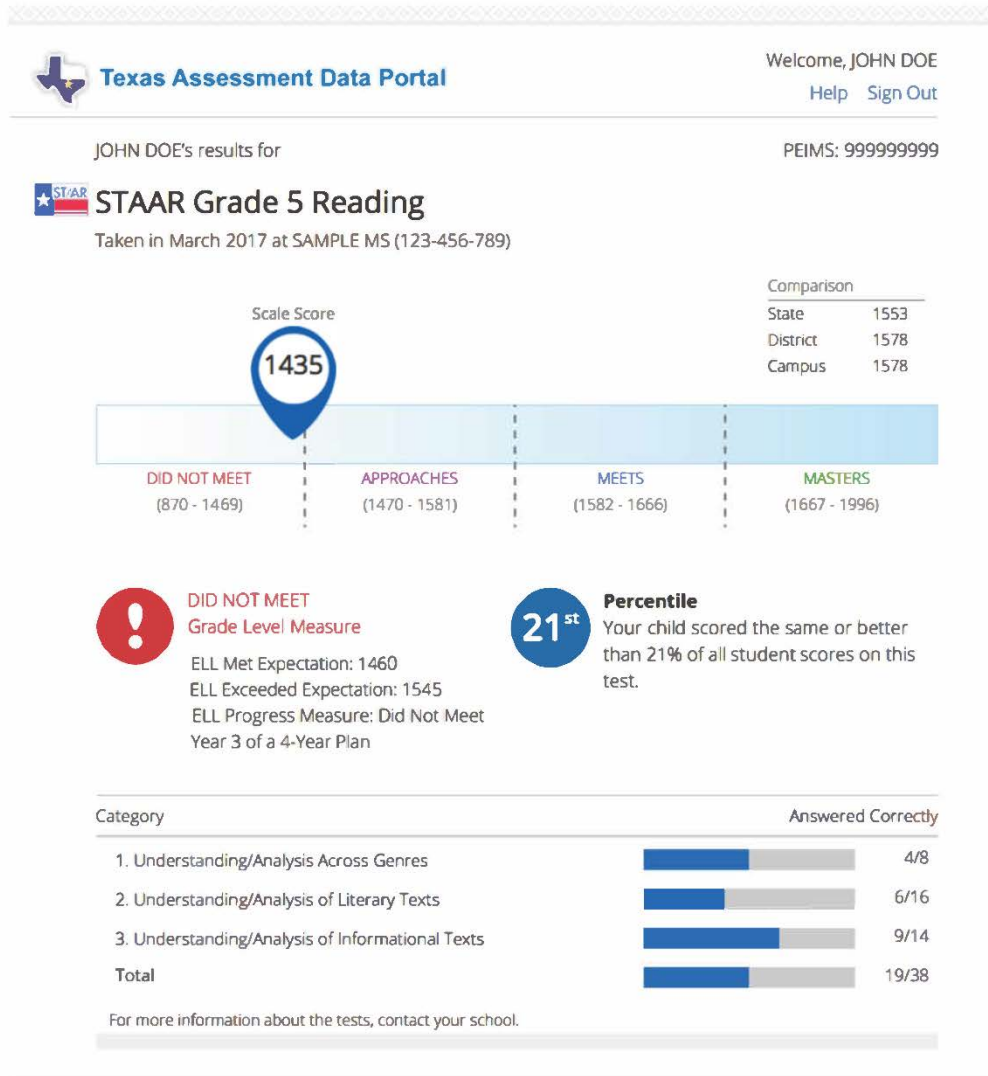 Texas Assessment Data Portal
Welcome, JOHN DOE
Help Sign Out
JOHN DOE's results for
PEIMS: 999999999
STAAR
STAAR Grade 5 Reading
Taken in March 2017 at SAMPLE MS (123-456-789)
Comparison
State 1553
District 1578
Campus 1578
Scale Score
1435
DID NOT MEET APPROACHES MEETS MASTERS
(870 - 1469) (1470 - 1581) (1582 - 1666) (1667 - 1996)
DID NOT MEET
Grade Level Measure
ELL Met Expectation: 1460
ELL Exceeded Expectation: 1545
ELL Progress Measure: Did Not Meet
Year 3 of a 4-Year Plan
21st
Percentile
Your child scored the same or better
than 21% of all student scores on this
test.
Category Answered Correctly
1. Understanding/Analysis Across Genres 4/8
2. Understanding/Analysis of Literary Texts 6/16
3. Understanding/Analysis of Informational Texts 9/14
Total 19/38
For more information about the tests, contact your school.